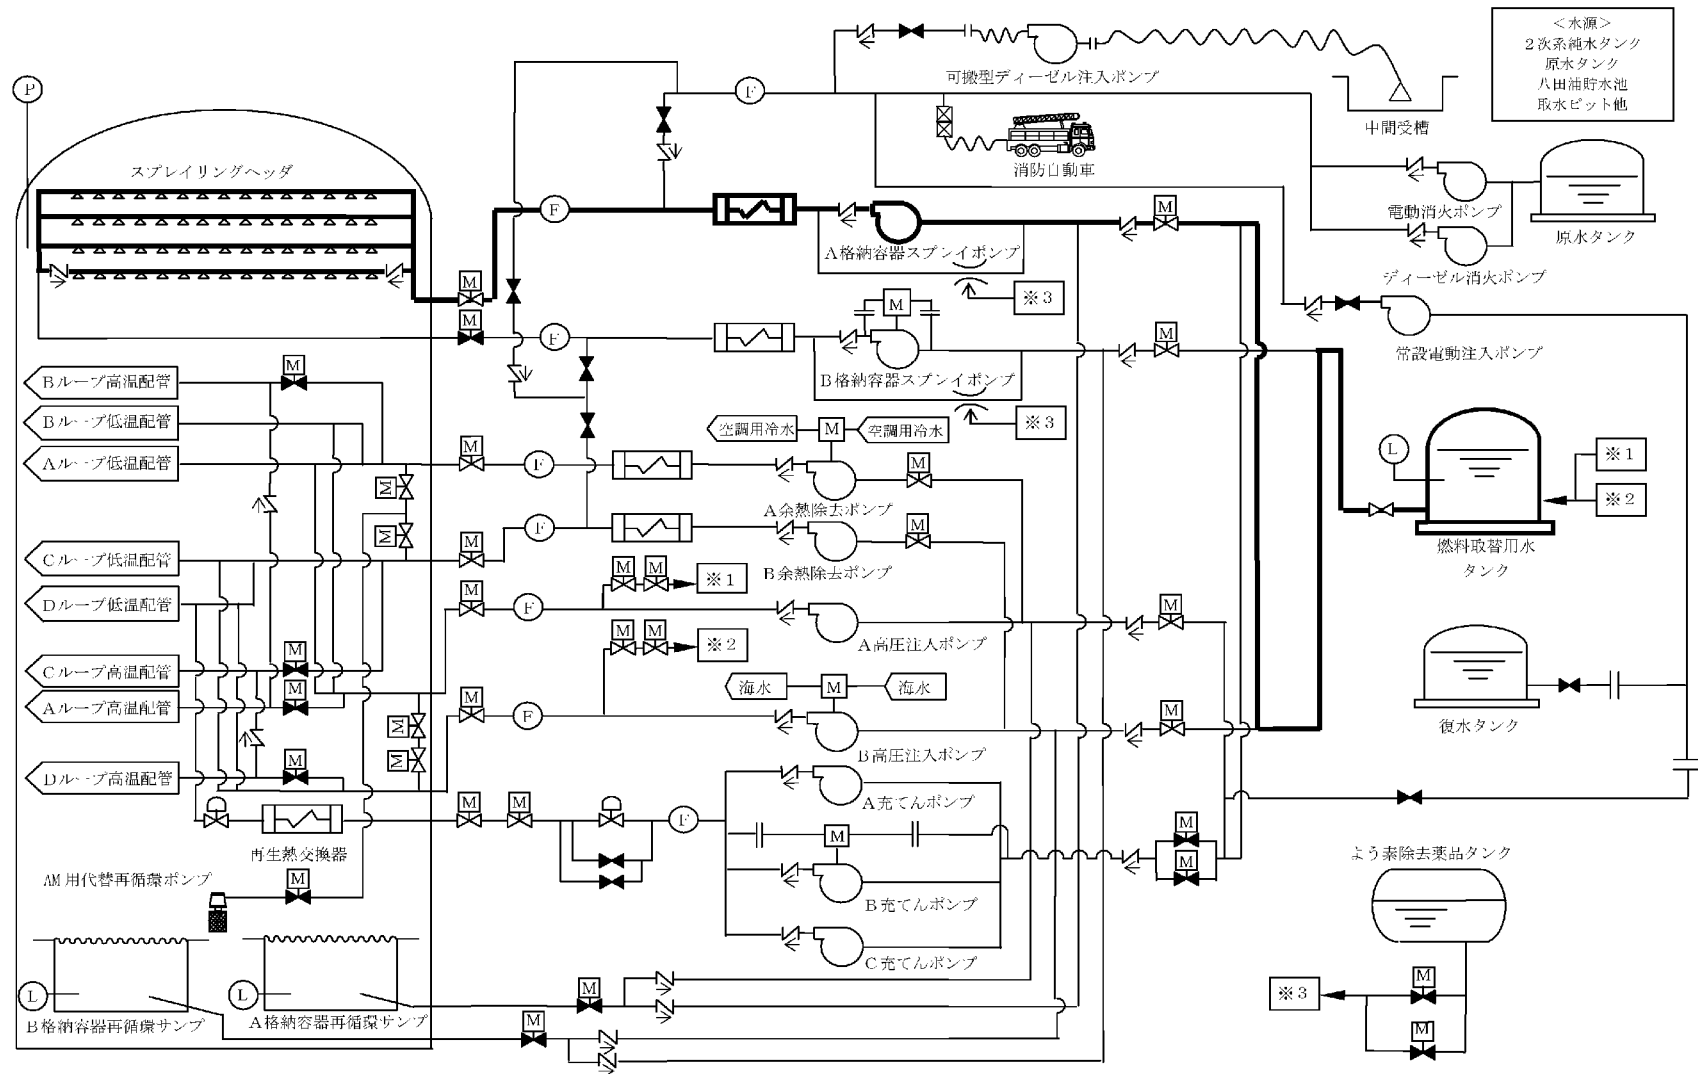 ＜水源＞
２次系純水タンク
原水タンク
八田浦貯水池
取水ピット他
P
可搬型ディーゼル注入ポンプ
F
中間受槽
消防自動車
スプレイリングヘッダ
電動消火ポンプ
原水タンク
F
M
A格納容器スプレイポンプ
ディーゼル消火ポンプ
M
※3
M
M
F
M
常設電動注入ポンプ
Bループ高温配管
M
B格納容器スプレイポンプ
Bループ低温配管
※3
空調用冷水
M
空調用冷水
Aループ低温配管
M
M
F
M
L
※1
※2
A余熱除去ポンプ
M
F
M
燃料取替用水
タンク
Cループ低温配管
M
B余熱除去ポンプ
M
M
※1
Dループ低温配管
M
F
M
M
M
※2
A高圧注入ポンプ
Cループ高温配管
M
海水
M
海水
Aループ高温配管
M
M
F
M
復水タンク
M
M
B高圧注入ポンプ
Dループ高温配管
M
A充てんポンプ
M
M
F
M
M
再生熱交換器
M
よう素除去薬品タンク
AM用代替再循環ポンプ
M
B充てんポンプ
C充てんポンプ
L
L
M
※3
M
B格納容器再循環サンプ
A格納容器再循環サンプ
M
M